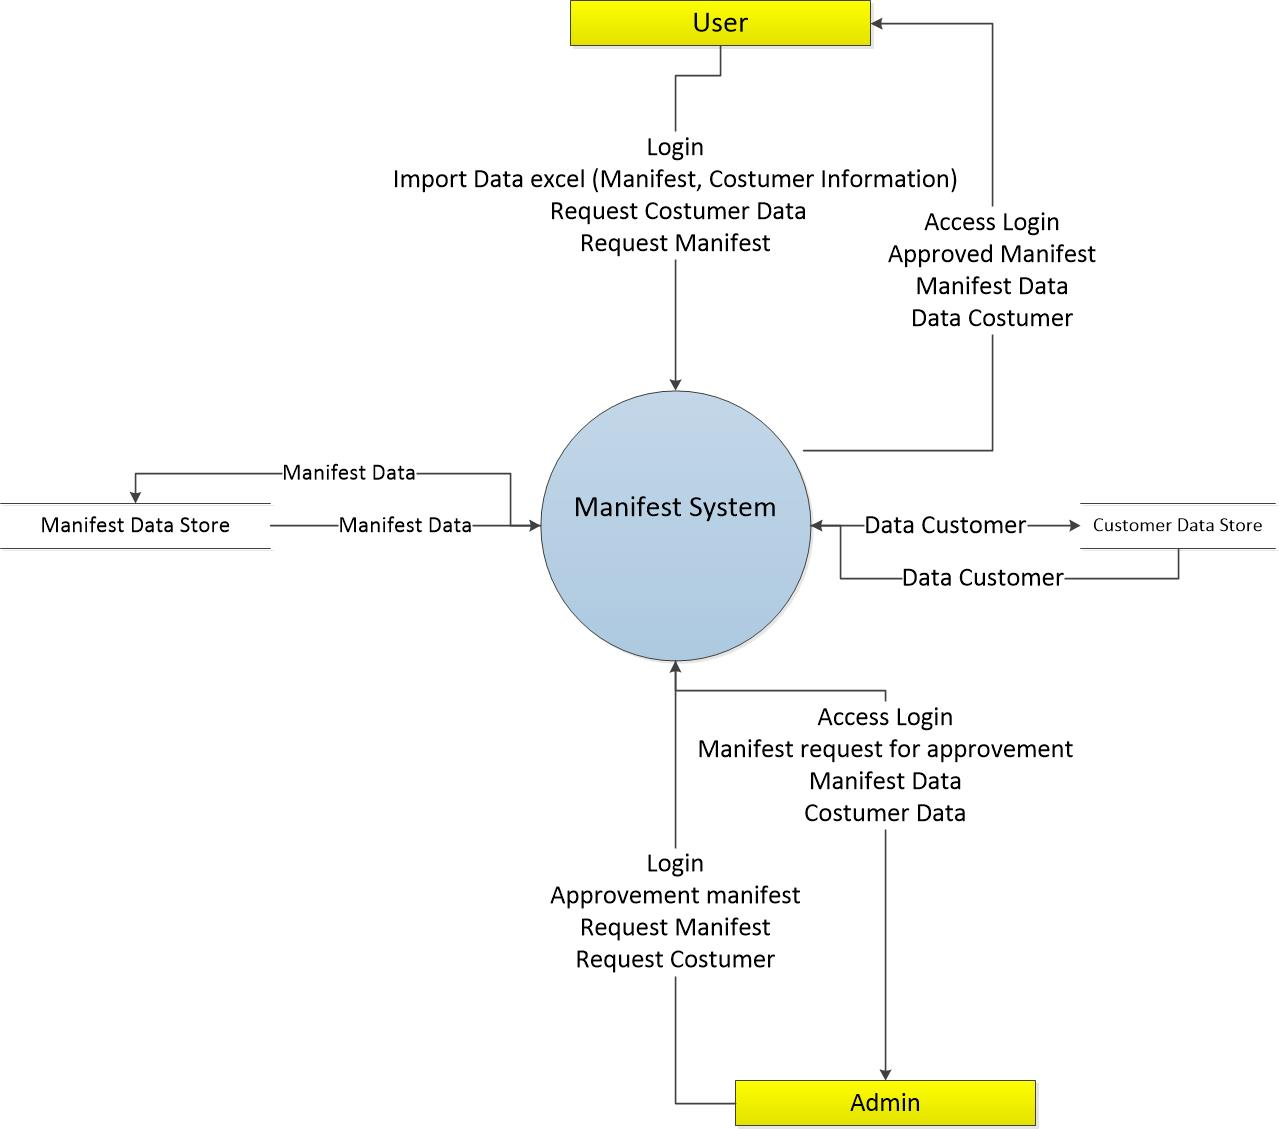 User
Login
Import Data excel (Manifest, Costumer Information)
Request Costumer Data
Request Manifest
Access Login
Approved Manifest
Manifest Data
Data Costumer
Manifest Data
Manifest Data Store
Manifest Data
Manifest System
Data Customer
Customer Data Store
Data Customer
Access Login
Manifest request for approvement
Manifest Data
Costumer Data
Login
Approvement manifest
Request Manifest
Request Costumer
Admin